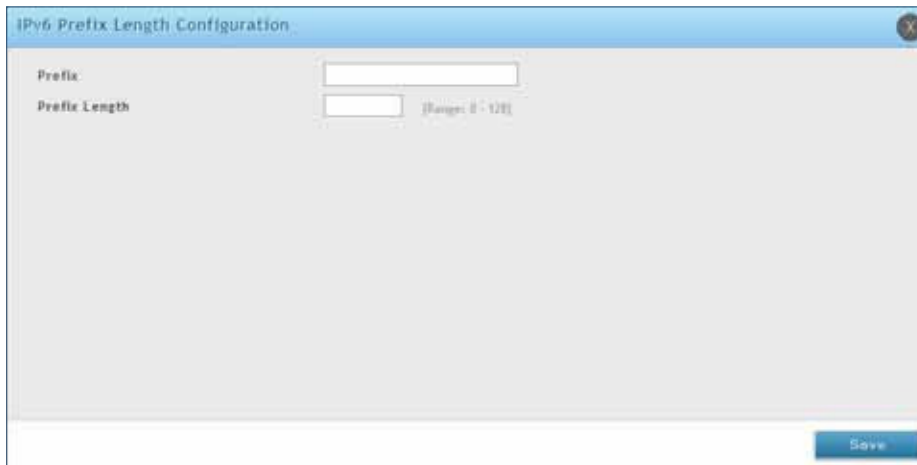 IPv6 Prefix Length Configuration
X
Prefix
Prefix Length [Range: 0 - 128]
Save